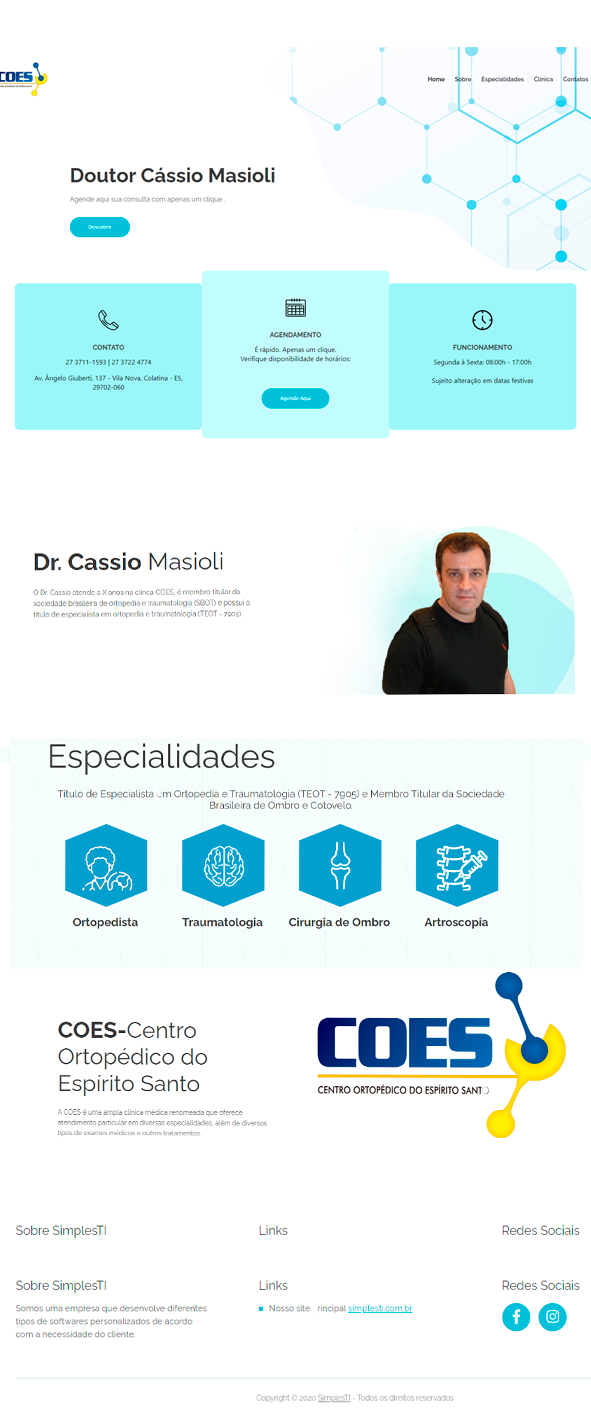 COES
Home Sobre Especialidades Clínica Contatos
Doutor Cássio Masioli
Agende aqui sua consulta com apenas um clique .
Descobrir
CONTATO
27 3711-1593 | 27 3722 4774
Av. Ângelo Giuberti, 137 - Vila Nova, Colatina - ES,
29702-060
AGENDAMENTO
É rápido. Apenas um clique.
Verifique disponibilidade de horários:
Agende Aqui
FUNCIONAMENTO
Segunda à Sexta: 08:00h - 17:00h
Sujeito alteração em datas festivas
Dr. Cassio Masioli
O Dr. Cassio atende a X anos na clínica COES, é membro titular da
sociedade brasileira de ortopedia e traumatologia (SBOT) e possui o
título de especialista em ortopedia e traumatologia (TEOT - 7905).
Especialidades
Título de Especialista em Ortopedia e Traumatologia (TEOT - 7905) e Membro Titular da Sociedade
Brasileira de Ombro e Cotovelo.
Ortopedista Traumatologia Cirurgia de Ombro Artroscopia
COES-Centro
Ortopédico do
Espírito Santo
A COES é uma ampla clínica médica renomeada que oferece
atendimento particular em diversas especialidades, além de diversos
tipos de exames médicos e outros tratamentos.
COES
CENTRO ORTOPÉDICO DO ESPÍRITO SANTO
Sobre SimplesTI Links Redes Sociais
Sobre SimplesTI Links Redes Sociais
Somos uma empresa que desenvolve diferentes
tipos de softwares personalizados de acordo
com a necessidade do cliente.
Nosso site rincipal simplesti.com.br
Copyright © 2020 SimplesTI - Todos os direitos reservados